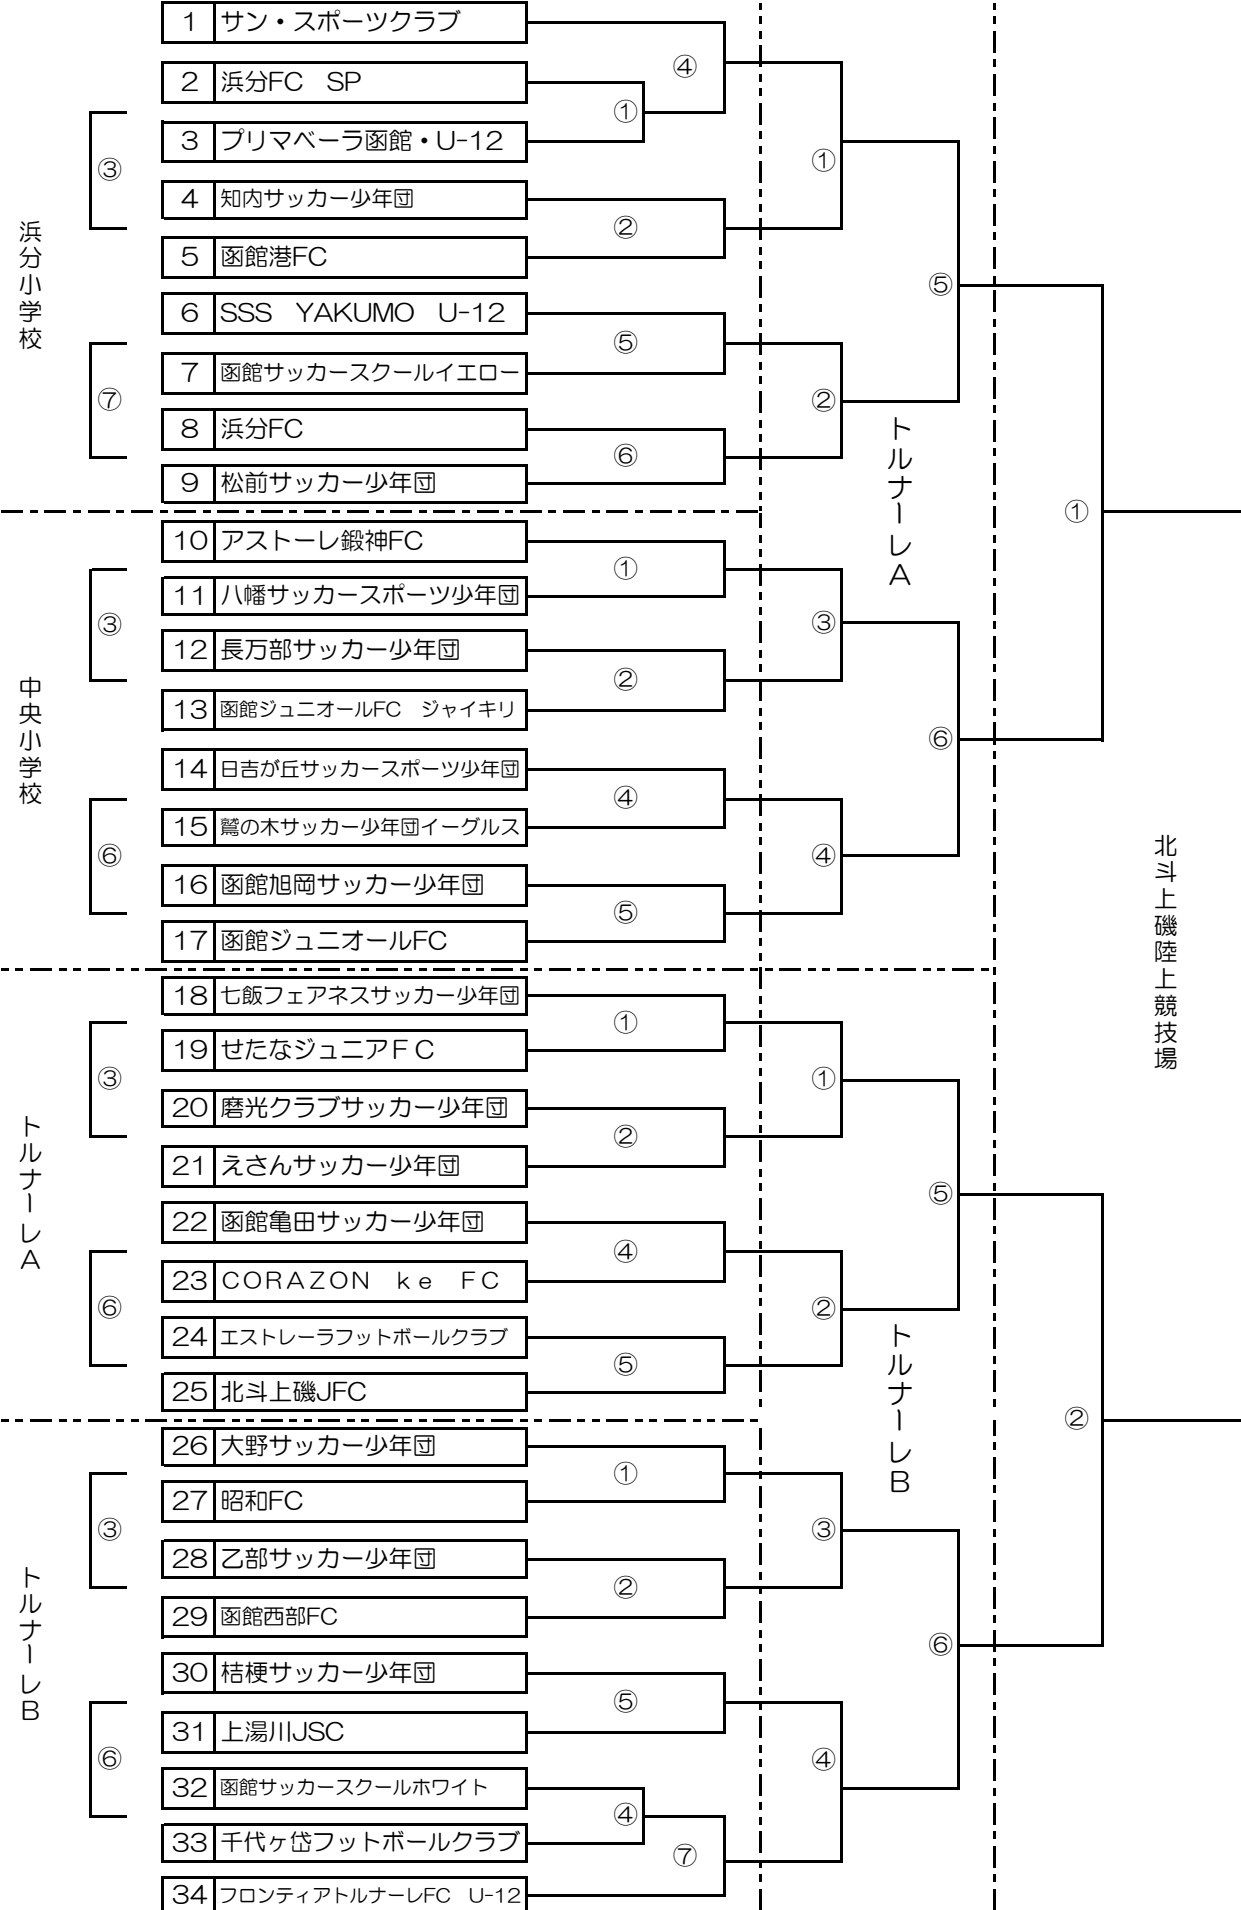 1 サン・スポーツクラブ
④
2 浜分FC SP
①
3 プリマベーラ函館・U-12
③
①
4 知内サッカー少年団
②
5 函館港FC
⑤
浜分小学校
6 SSS YAKUMO U-12
⑤
7 函館サッカースクールイエロー
⑦
②
8 浜分FC
⑥
9 松前サッカー少年団
トルナーレA
①
10 アストーレ鍛神FC
①
11 八幡サッカースポーツ少年団
③
③
12 長万部サッカー少年団
②
13 函館ジュニオールFC ジャイキリ
⑥
中央小学校
14 日吉が丘サッカースポーツ少年団
④
15 鷲の木サッカー少年団イーグルス
⑥
④
16 函館旭岡サッカー少年団
⑤
17 函館ジュニオールFC
北斗上磯陸上競技場
18 七飯フェアネスサッカー少年団
①
19 せたなジュニアFC
③
①
20 磨光クラブサッカー少年団
②
21 えさんサッカー少年団
⑤
トルナーレA
22 函館亀田サッカー少年団
④
23 CORAZON ke FC
⑥
②
24 エストレーラフットボールクラブ
⑤
25 北斗上磯JFC
トルナーレB
②
26 大野サッカー少年団
①
27 昭和FC
③
③
28 乙部サッカー少年団
②
29 函館西部FC
⑥
トルナーレB
30 桔梗サッカー少年団
⑤
31 上湯川JSC
⑥
④
32 函館サッカースクールホワイト
④
33 千代ヶ岱フットボールクラブ
⑦
34 フロンティアトルナーレFC U-12